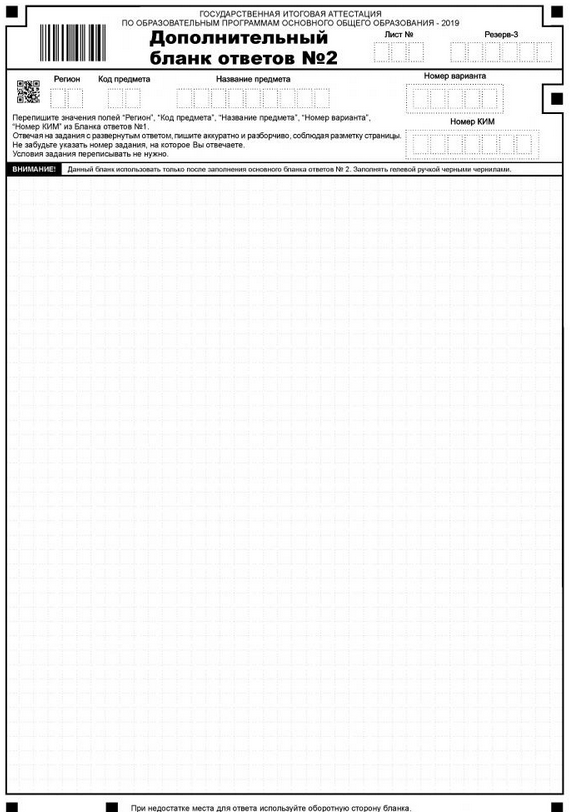 ГОСУДАРСТВЕННАЯ ИТОГОВАЯ АТТЕСТАЦИЯ
ПО ОБРАЗОВАТЕЛЬНЫМ ПРОГРАММАМ ОСНОВНОГО ОБЩЕГО ОБРАЗОВАНИЯ - 2019
Дополнительный
бланк ответов №2
Лист №
Резерв-3
Регион
Код предмета
Название предмета
Номер варианта
Перепишите значения полей "Регион", "Код предмета", "Название предмета", "Номер варианта",
"Номер КИМ" из Бланка ответов №1.
Отвечая на задания с развернутым ответом, пишите аккуратно и разборчиво, соблюдая разметку страницы.
Не забудьте указать номер задания, на которое Вы отвечаете.
Условия задания переписывать не нужно.
Номер КИМ
ВНИМАНИЕ! Данный бланк использовать только после заполнения основного бланка ответов № 2. Заполнять гелевой ручкой черными чернилами.
При недостатке места для ответа используйте оборотную сторону бланка.